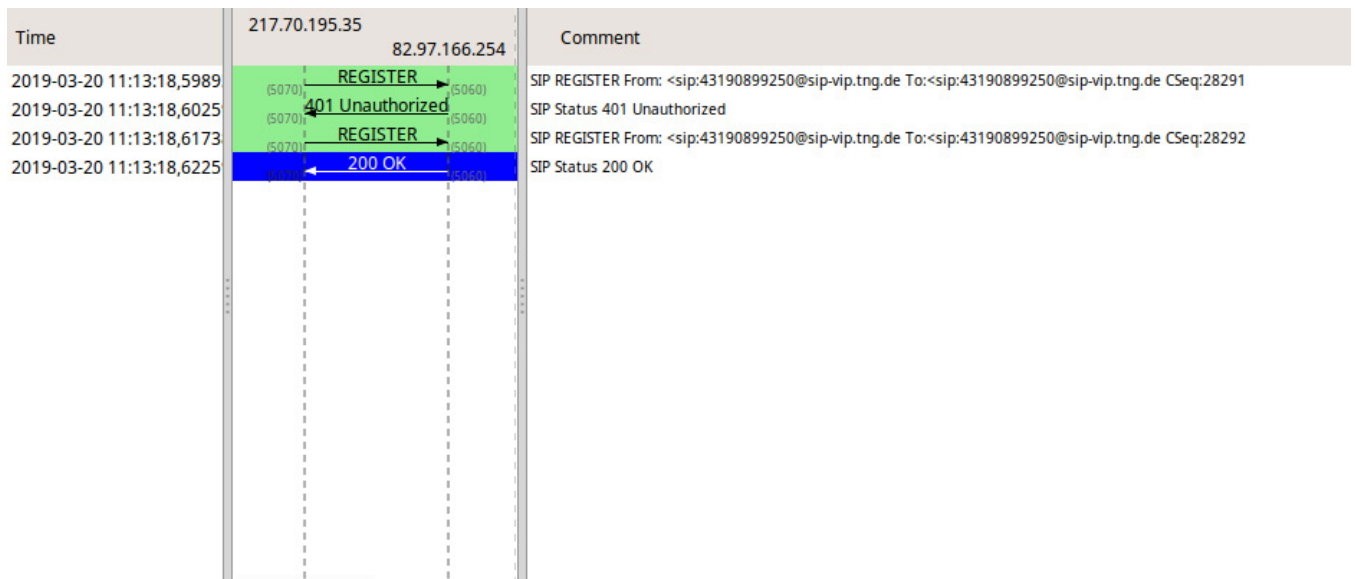 Time
217.70.195.35
82.97.166.254
Comment
2019-03-20 11:13:18,5989 REGISTER SIP REGISTER From: <sip:43190899250@sip-vip.tng.de To:<sip:43190899250@sip-vip.tng.de CSeq:28291
(5070) (5060)
2019-03-20 11:13:18,6025 401 Unauthorized SIP Status 401 Unauthorized
(5070) (5060)
2019-03-20 11:13:18,6173 REGISTER SIP REGISTER From: <sip:43190899250@sip-vip.tng.de To:<sip:43190899250@sip-vip.tng.de CSeq:28292
(5070) (5060)
2019-03-20 11:13:18,6225 200 OK SIP Status 200 OK
(5070) (5060)